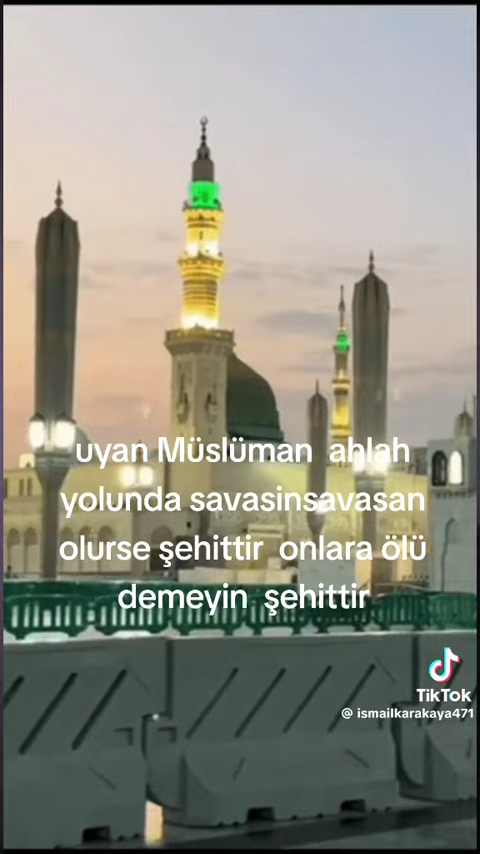 uyan Müslüman  ahlah
yolunda savasinsavasan
olurse şehittir  onlara ölü
demeyin  şehittir
TikTok
@ ismailkarakaya471